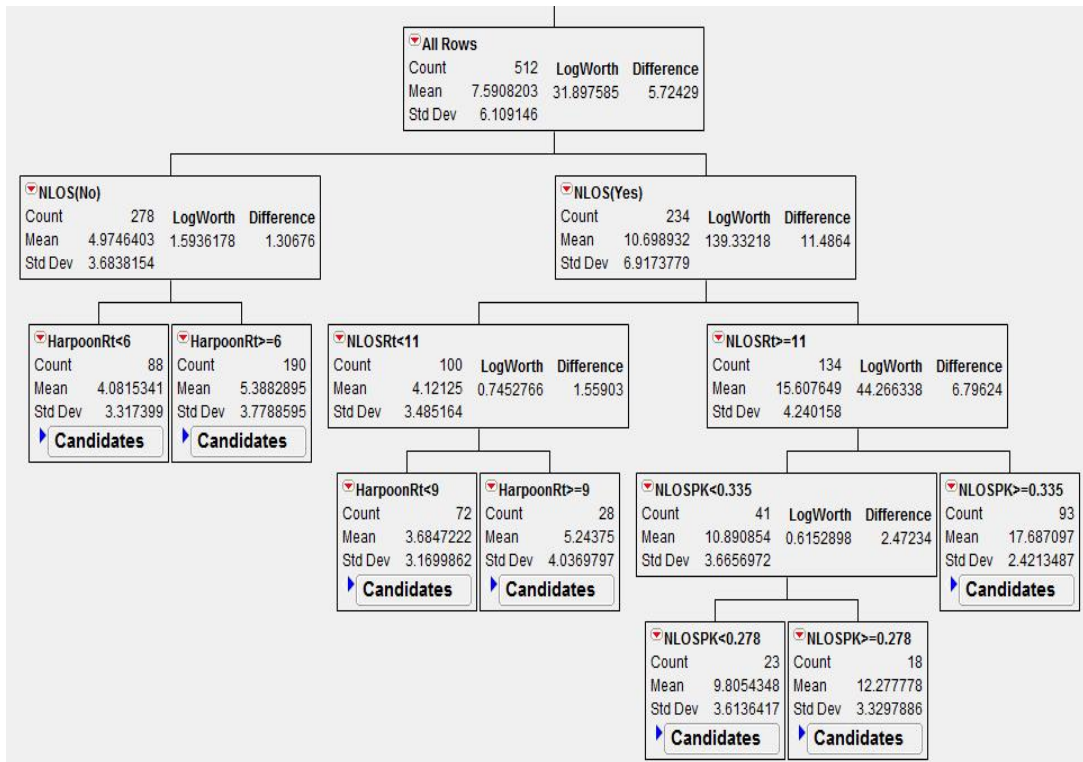 All Rows
Count 512 LogWorth Difference
Mean 7.5908203 31.897585 5.72429
Std Dev 6.109146
NLOS(No)
Count 278 LogWorth Difference
Mean 4.9746403 1.5936178 1.30676
Std Dev 3.6838154
NLOS(Yes)
Count 234 LogWorth Difference
Mean 10.698932 139.33218 11.4864
Std Dev 6.9173779
HarpoonRt<6
Count 88
Mean 4.0815341
Std Dev 3.317399
Candidates
HarpoonRt>=6
Count 190
Mean 5.3882895
Std Dev 3.7788595
Candidates
NLOSRt<11
Count 100 LogWorth Difference
Mean 4.12125 0.7452766 1.55903
Std Dev 3.485164
NLOSRt>=11
Count 134 LogWorth Difference
Mean 15.607649 44.266338 6.79624
Std Dev 4.240158
HarpoonRt<9
Count 72
Mean 3.6847222
Std Dev 3.1699862
Candidates
HarpoonRt>=9
Count 28
Mean 5.24375
Std Dev 4.0369797
Candidates
NLOSPK<0.335
Count 41 LogWorth Difference
Mean 10.890854 0.6152898 2.47234
Std Dev 3.6656972
NLOSPK>=0.335
Count 93
Mean 17.687097
Std Dev 2.4213487
Candidates
NLOSPK<0.278
Count 23
Mean 9.8054348
Std Dev 3.6136417
Candidates
NLOSPK>=0.278
Count 18
Mean 12.277778
Std Dev 3.3297886
Candidates